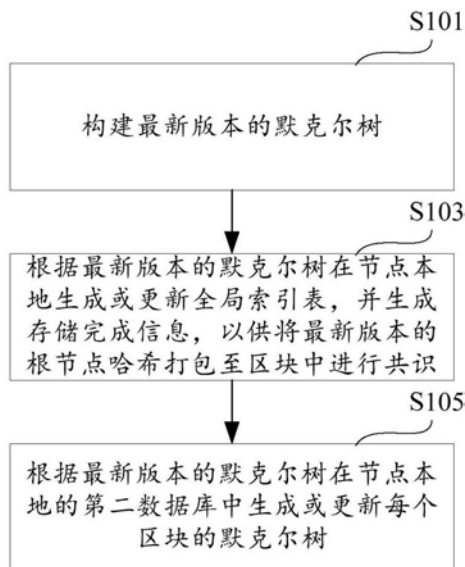 S101
构建最新版本的默克尔树
S103
根据最新版本的默克尔树在节点本
地生成或更新全局索引表，并生成
存储完成信息，以供将最新版本的
根节点哈希打包至区块中进行共识
S105
根据最新版本的默克尔树在节点本
地的第二数据库中生成或更新每个
区块的默克尔树